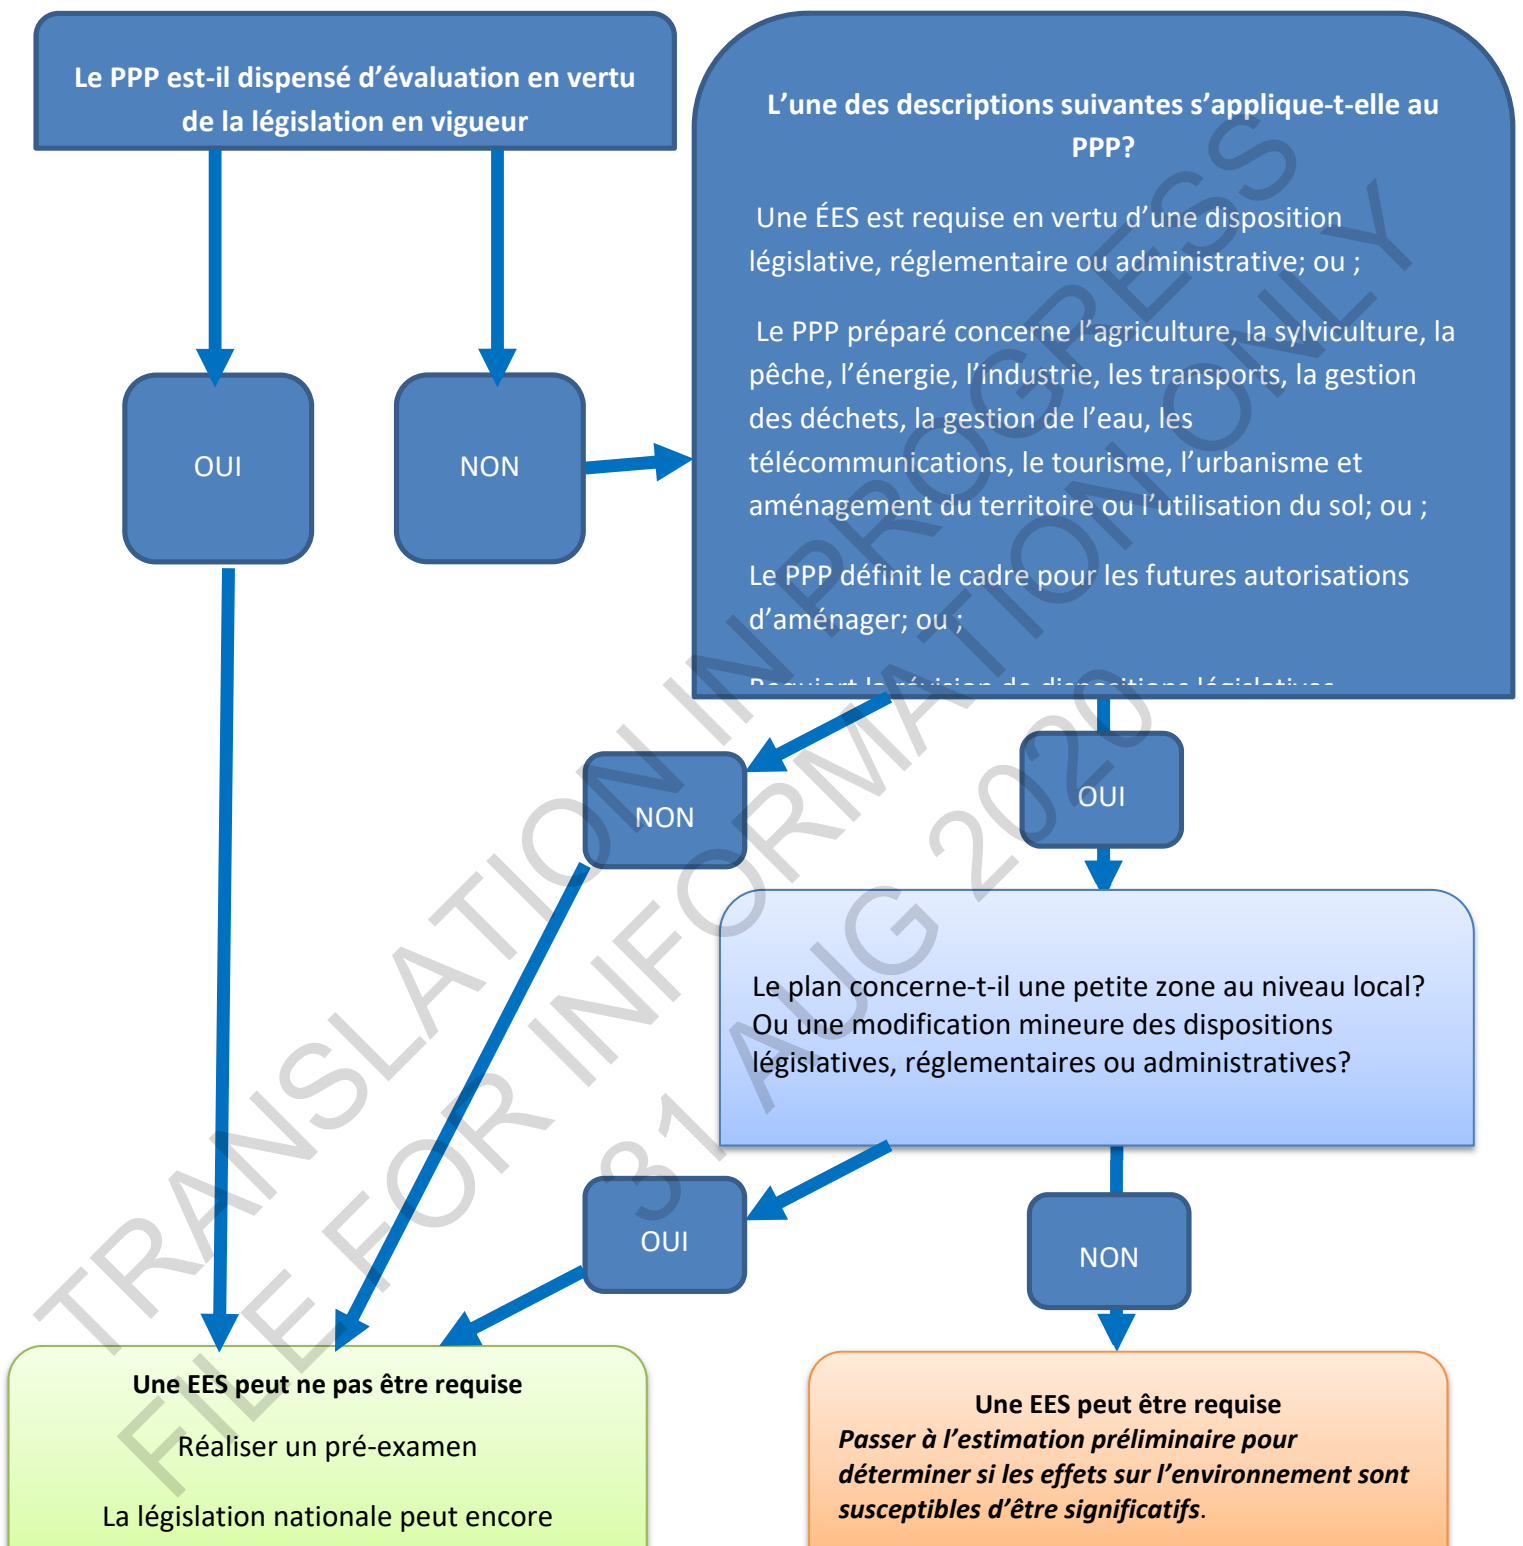 Le PPP est-il dispensé d’évaluation en vertu
de la législation en vigueur
L’une des descriptions suivantes s’applique-t-elle au
PPP?
Une ÉES est requise en vertu d’une disposition
législative, réglementaire ou administrative; ou ;
Le PPP préparé concerne l’agriculture, la sylviculture, la
pêche, l’énergie, l’industrie, les transports, la gestion
des déchets, la gestion de l’eau, les
télécommunications, le tourisme, l’urbanisme et
aménagement du territoire ou l’utilisation du sol; ou ;
Le PPP définit le cadre pour les futures autorisations
d’aménager; ou ;
Requiert la révision de dispositions législatives
OUI
NON
NON
OUI
Le plan concerne-t-il une petite zone au niveau local?
Ou une modification mineure des dispositions
législatives, réglementaires ou administratives?
OUI
NON
Une EES peut ne pas être requise
Réaliser un pré-examen
La législation nationale peut encore
Une EES peut être requise
Passer à l’estimation préliminaire pour
déterminer si les effets sur l’environnement sont
susceptibles d’être significatifs.
TRANSLATION IN PROGRESS
FILE FOR INFORMATION ONLY
31 AUG 2020